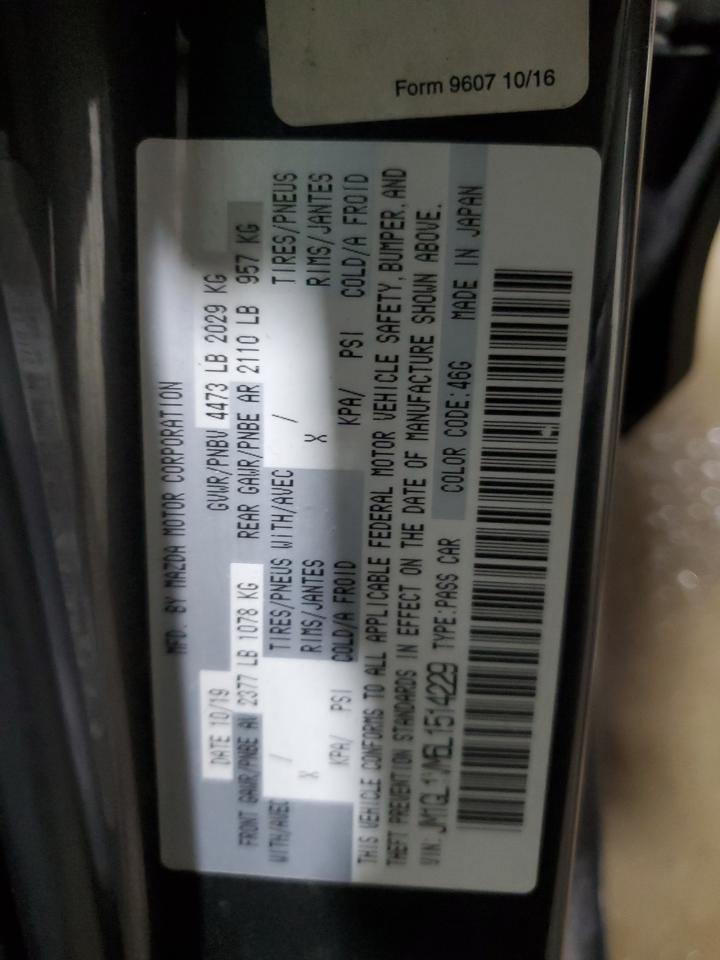 Form 9607 10/16
MFD. BY MAZDA MOTOR CORPORATION
DATE 10/19 GVWR/PNBV 4473 LB 2029 KG
FRONT GAWR/PNBE AV 2377 LB 1078 KG REAR GAWR/PNBE AR 2110 LB 957 KG
WITH/AVEC / TIRES/PNEUS WITH/AVEC / TIRES/PNEUS
X RIMS/JANTES X RIMS/JANTES
KPA/ PSI COLD/A FROID KPA/ PSI COLD/A FROID
THIS VEHICLE CONFORMS TO ALL APPLICABLE FEDERAL MOTOR VEHICLE SAFETY, BUMPER, AND
THEFT PREVENTION STANDARDS IN EFFECT ON THE DATE OF MANUFACTURE SHOWN ABOVE.
VIN: JM1GL1VM6L1514229 TYPE:PASS CAR COLOR CODE:46G MADE IN JAPAN